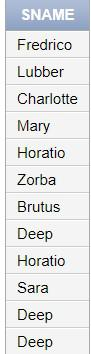 SNAME
Fredrico
Lubber
Charlotte
Mary
Horatio
Zorba
Brutus
Deep
Horatio
Sara
Deep
Deep